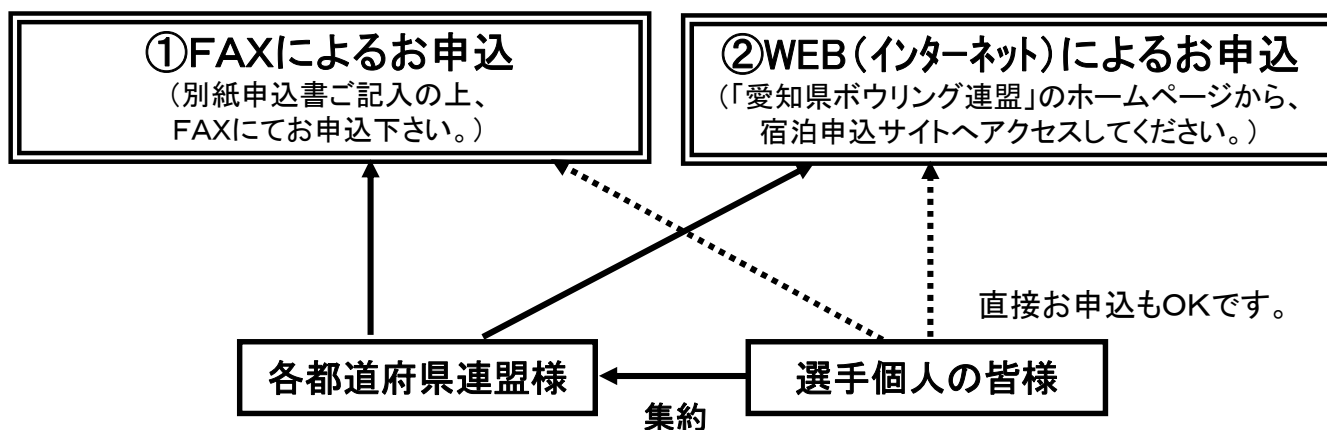 ①FAXによるお申込
(別紙申込書ご記入の上、
FAXにてお申込下さい。)
②WEB(インターネット)によるお申込
(「愛知県ボウリング連盟」のホームページから、
宿泊申込サイトへアクセスしてください。)
直接お申込もOKです。
各都道府県連盟様
選手個人の皆様
集約